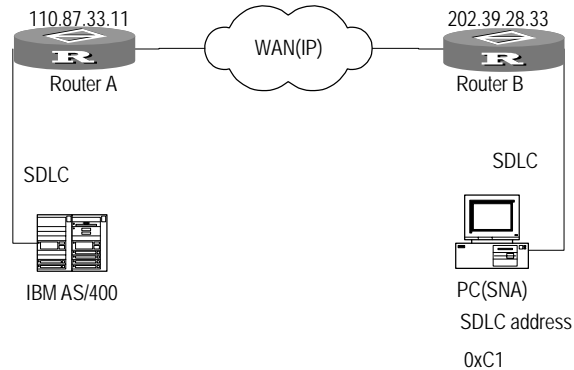 110.87.33.11
202.39.28.33
WAN(IP)
R
R
Router A
Router B
SDLC
SDLC
IBM AS/400
PC(SNA)
SDLC address
0xC1